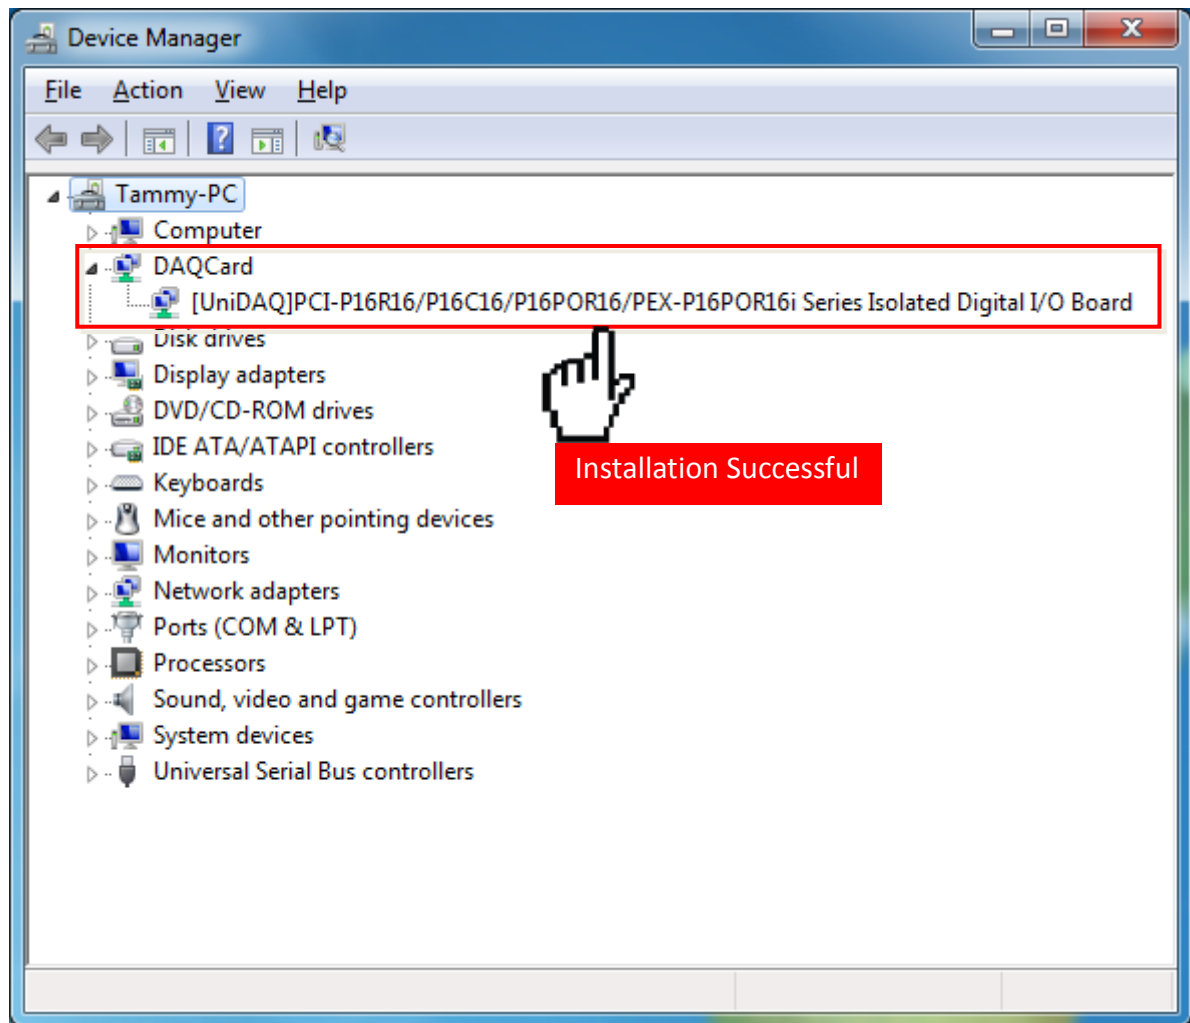 Device Manager
File Action View Help
Tammy-PC
Computer
DAQCard
[UniDAQ]PCI-P16R16/P16C16/P16POR16/PEX-P16POR16i Series Isolated Digital I/O Board
Disk drives
Display adapters
DVD/CD-ROM drives
IDE ATA/ATAPI controllers
Installation Successful
Keyboards
Mice and other pointing devices
Monitors
Network adapters
Ports (COM & LPT)
Processors
Sound, video and game controllers
System devices
Universal Serial Bus controllers